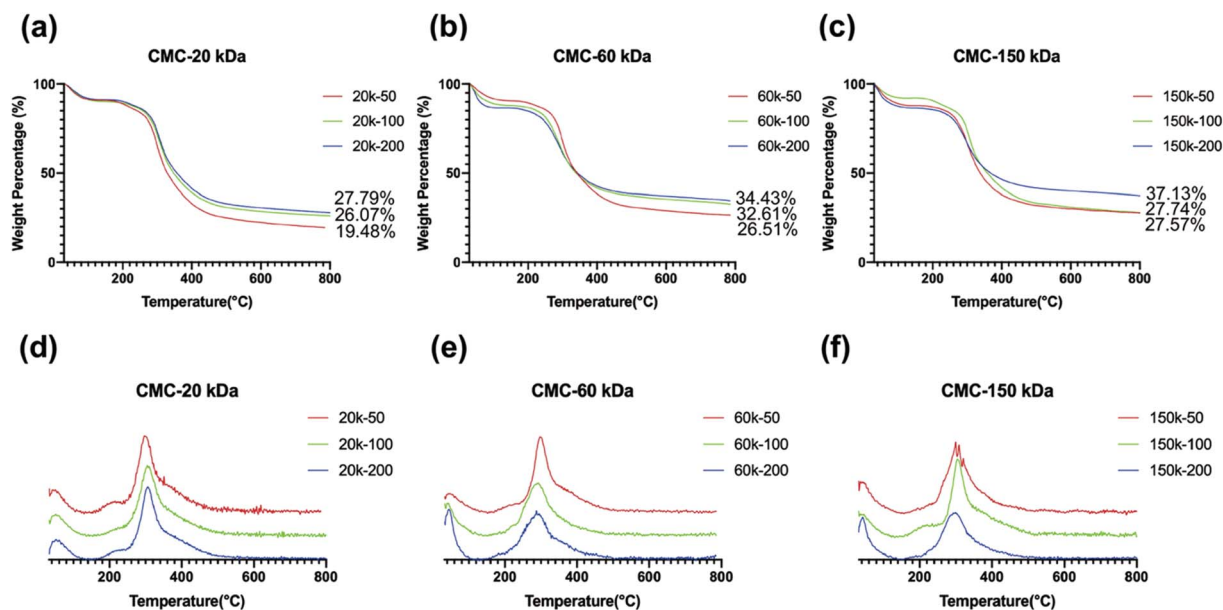 (a)
CMC-20 kDa
Weight Percentage (%)
100
50
0
200
400
600
800
Temperature(°C)
20k-50
20k-100
20k-200
27.79%
26.07%
19.48%
(b)
CMC-60 kDa
Weight Percentage (%)
100
50
0
200
400
600
800
Temperature(°C)
60k-50
60k-100
60k-200
34.43%
32.61%
26.51%
(c)
CMC-150 kDa
Weight Percentage (%)
100
50
0
200
400
600
800
Temperature(°C)
150k-50
150k-100
150k-200
37.13%
27.74%
27.57%
(d)
CMC-20 kDa
20k-50
20k-100
20k-200
200
400
600
800
Temperature(°C)
(e)
CMC-60 kDa
60k-50
60k-100
60k-200
200
400
600
800
Temperature(°C)
(f)
CMC-150 kDa
150k-50
150k-100
150k-200
200
400
600
800
Temperature(°C)